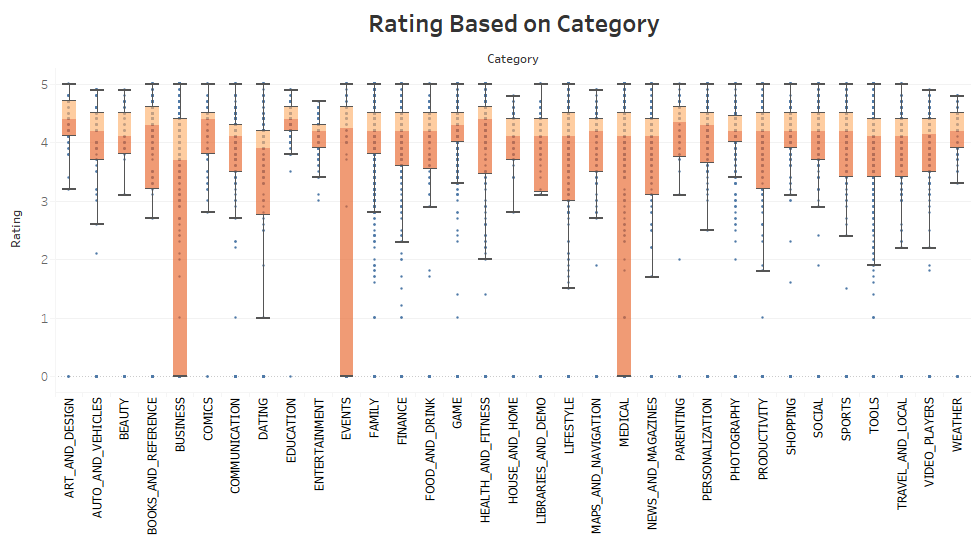 Rating Based on Category
Category
Rating
5
4
3
2
1
0
ART_AND_DESIGN
AUTO_AND_VEHICLES
BEAUTY
BOOKS_AND_REFERENCE
BUSINESS
COMICS
COMMUNICATION
DATING
EDUCATION
ENTERTAINMENT
EVENTS
FAMILY
FINANCE
FOOD_AND_DRINK
GAME
HEALTH_AND_FITNESS
HOUSE_AND_HOME
LIBRARIES_AND_DEMO
LIFESTYLE
MAPS_AND_NAVIGATION
MEDICAL
NEWS_AND_MAGAZINES
PARENTING
PERSONALIZATION
PHOTOGRAPHY
PRODUCTIVITY
SHOPPING
SOCIAL
SPORTS
TOOLS
TRAVEL_AND_LOCAL
VIDEO_PLAYERS
WEATHER